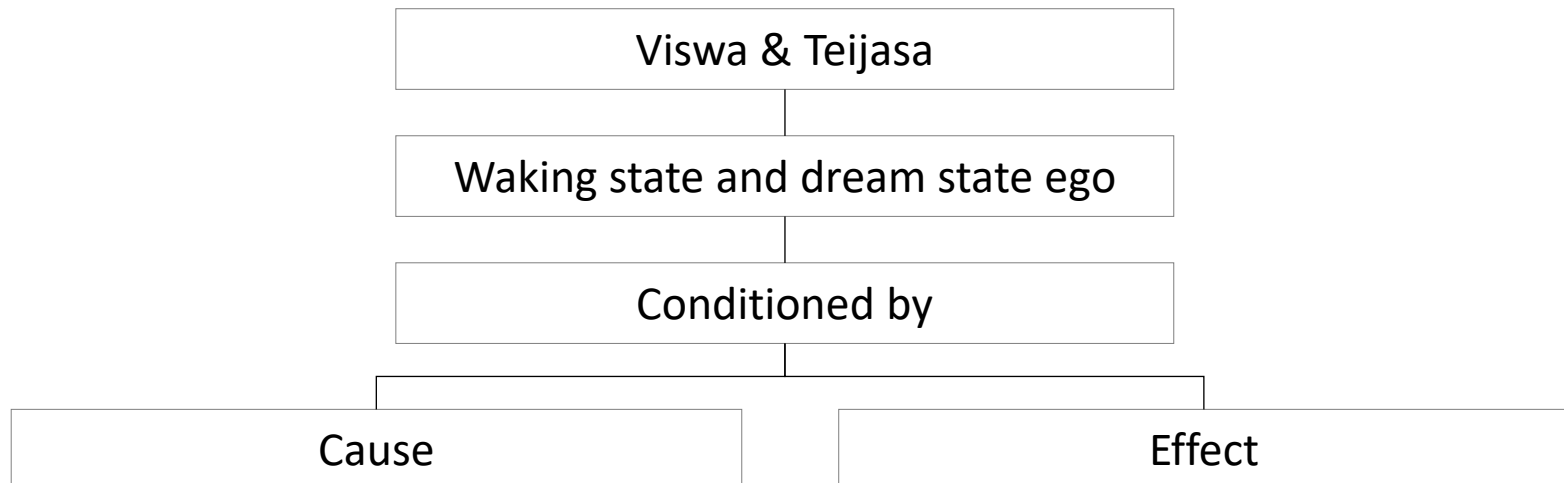 Viswa & Teijasa
Waking state and dream state ego
Conditioned by
Cause
Effect